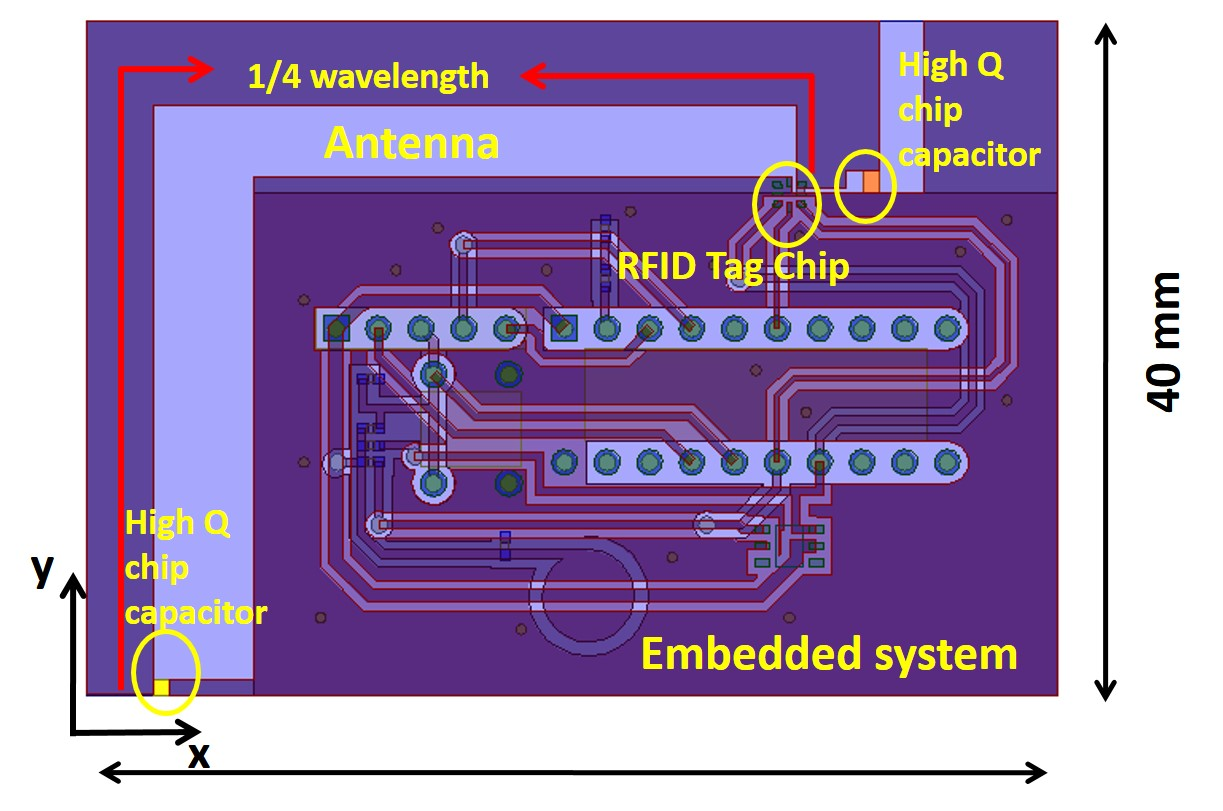 1/4 wavelength
High Q
chip
capacitor
Antenna
RFID Tag Chip
40 mm
High Q
chip
capacitor
y
Embedded system
x